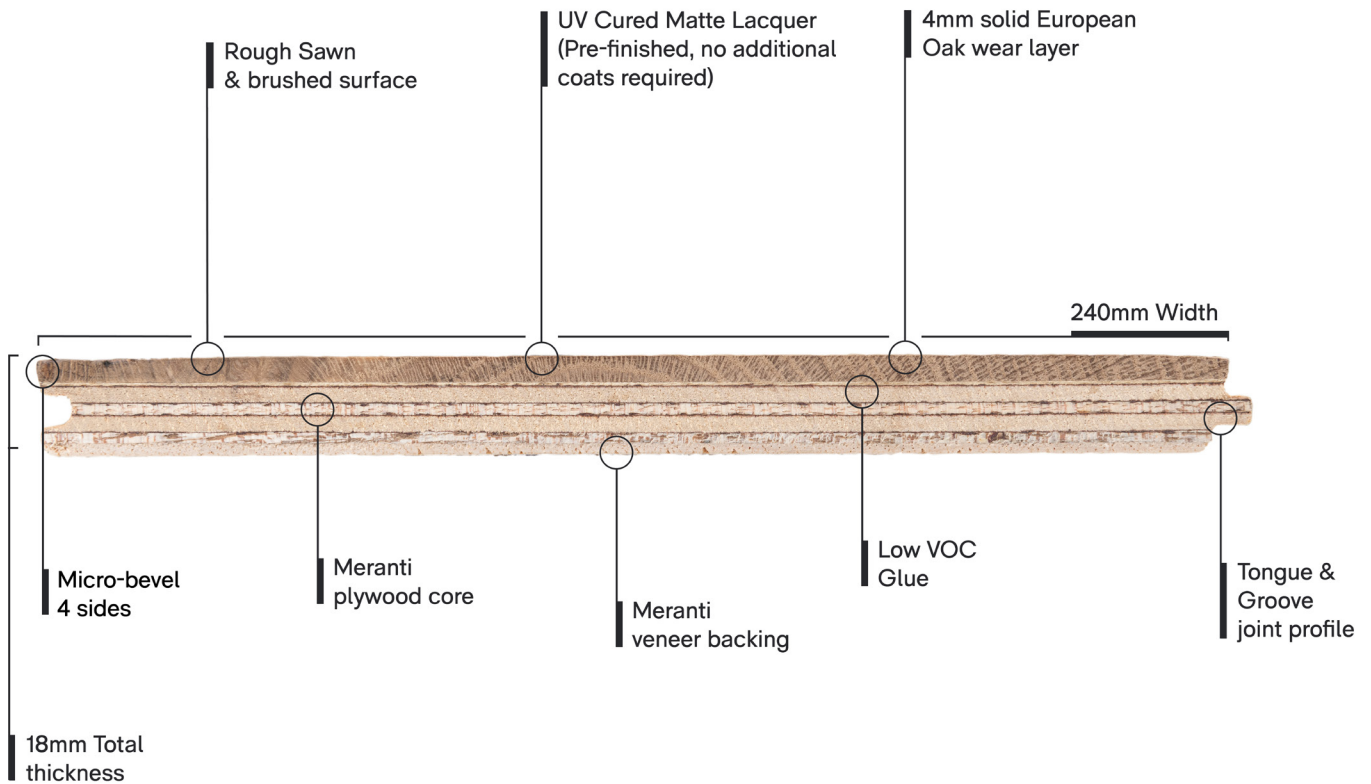 Rough Sawn
& brushed surface
UV Cured Matte Lacquer
(Pre-finished, no additional
coats required)
4mm solid European
Oak wear layer
240mm Width
Micro-bevel
4 sides
Meranti
plywood core
Meranti
veneer backing
Low VOC
Glue
Tongue &
Groove
joint profile
18mm Total
thickness